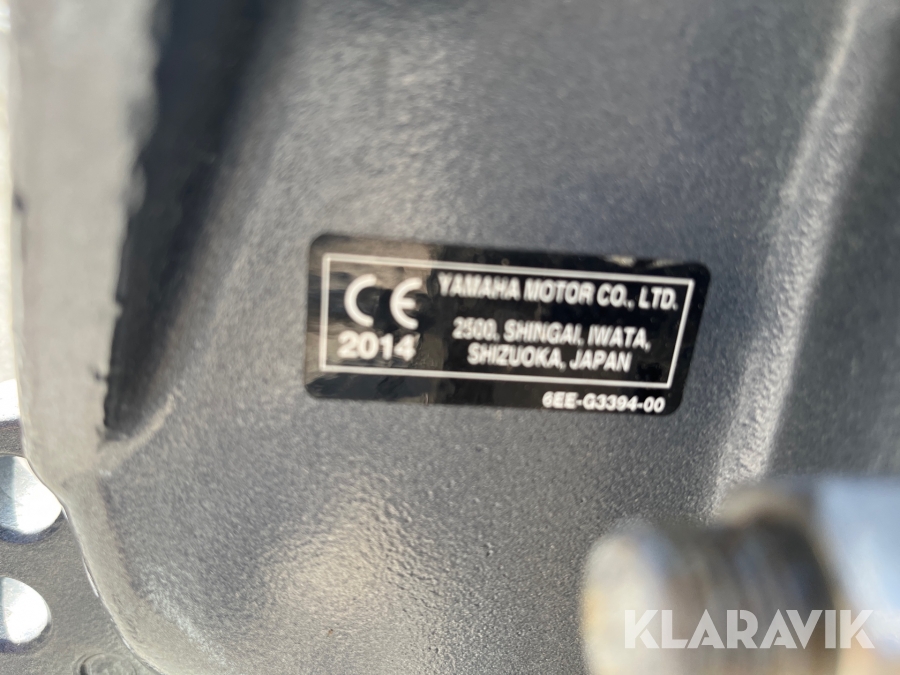 CE
2014
YAMAHA MOTOR CO., LTD.
2500, SHINGAI, IWATA,
SHIZUOKA, JAPAN
6EE-G3394-00
KLARAVIK